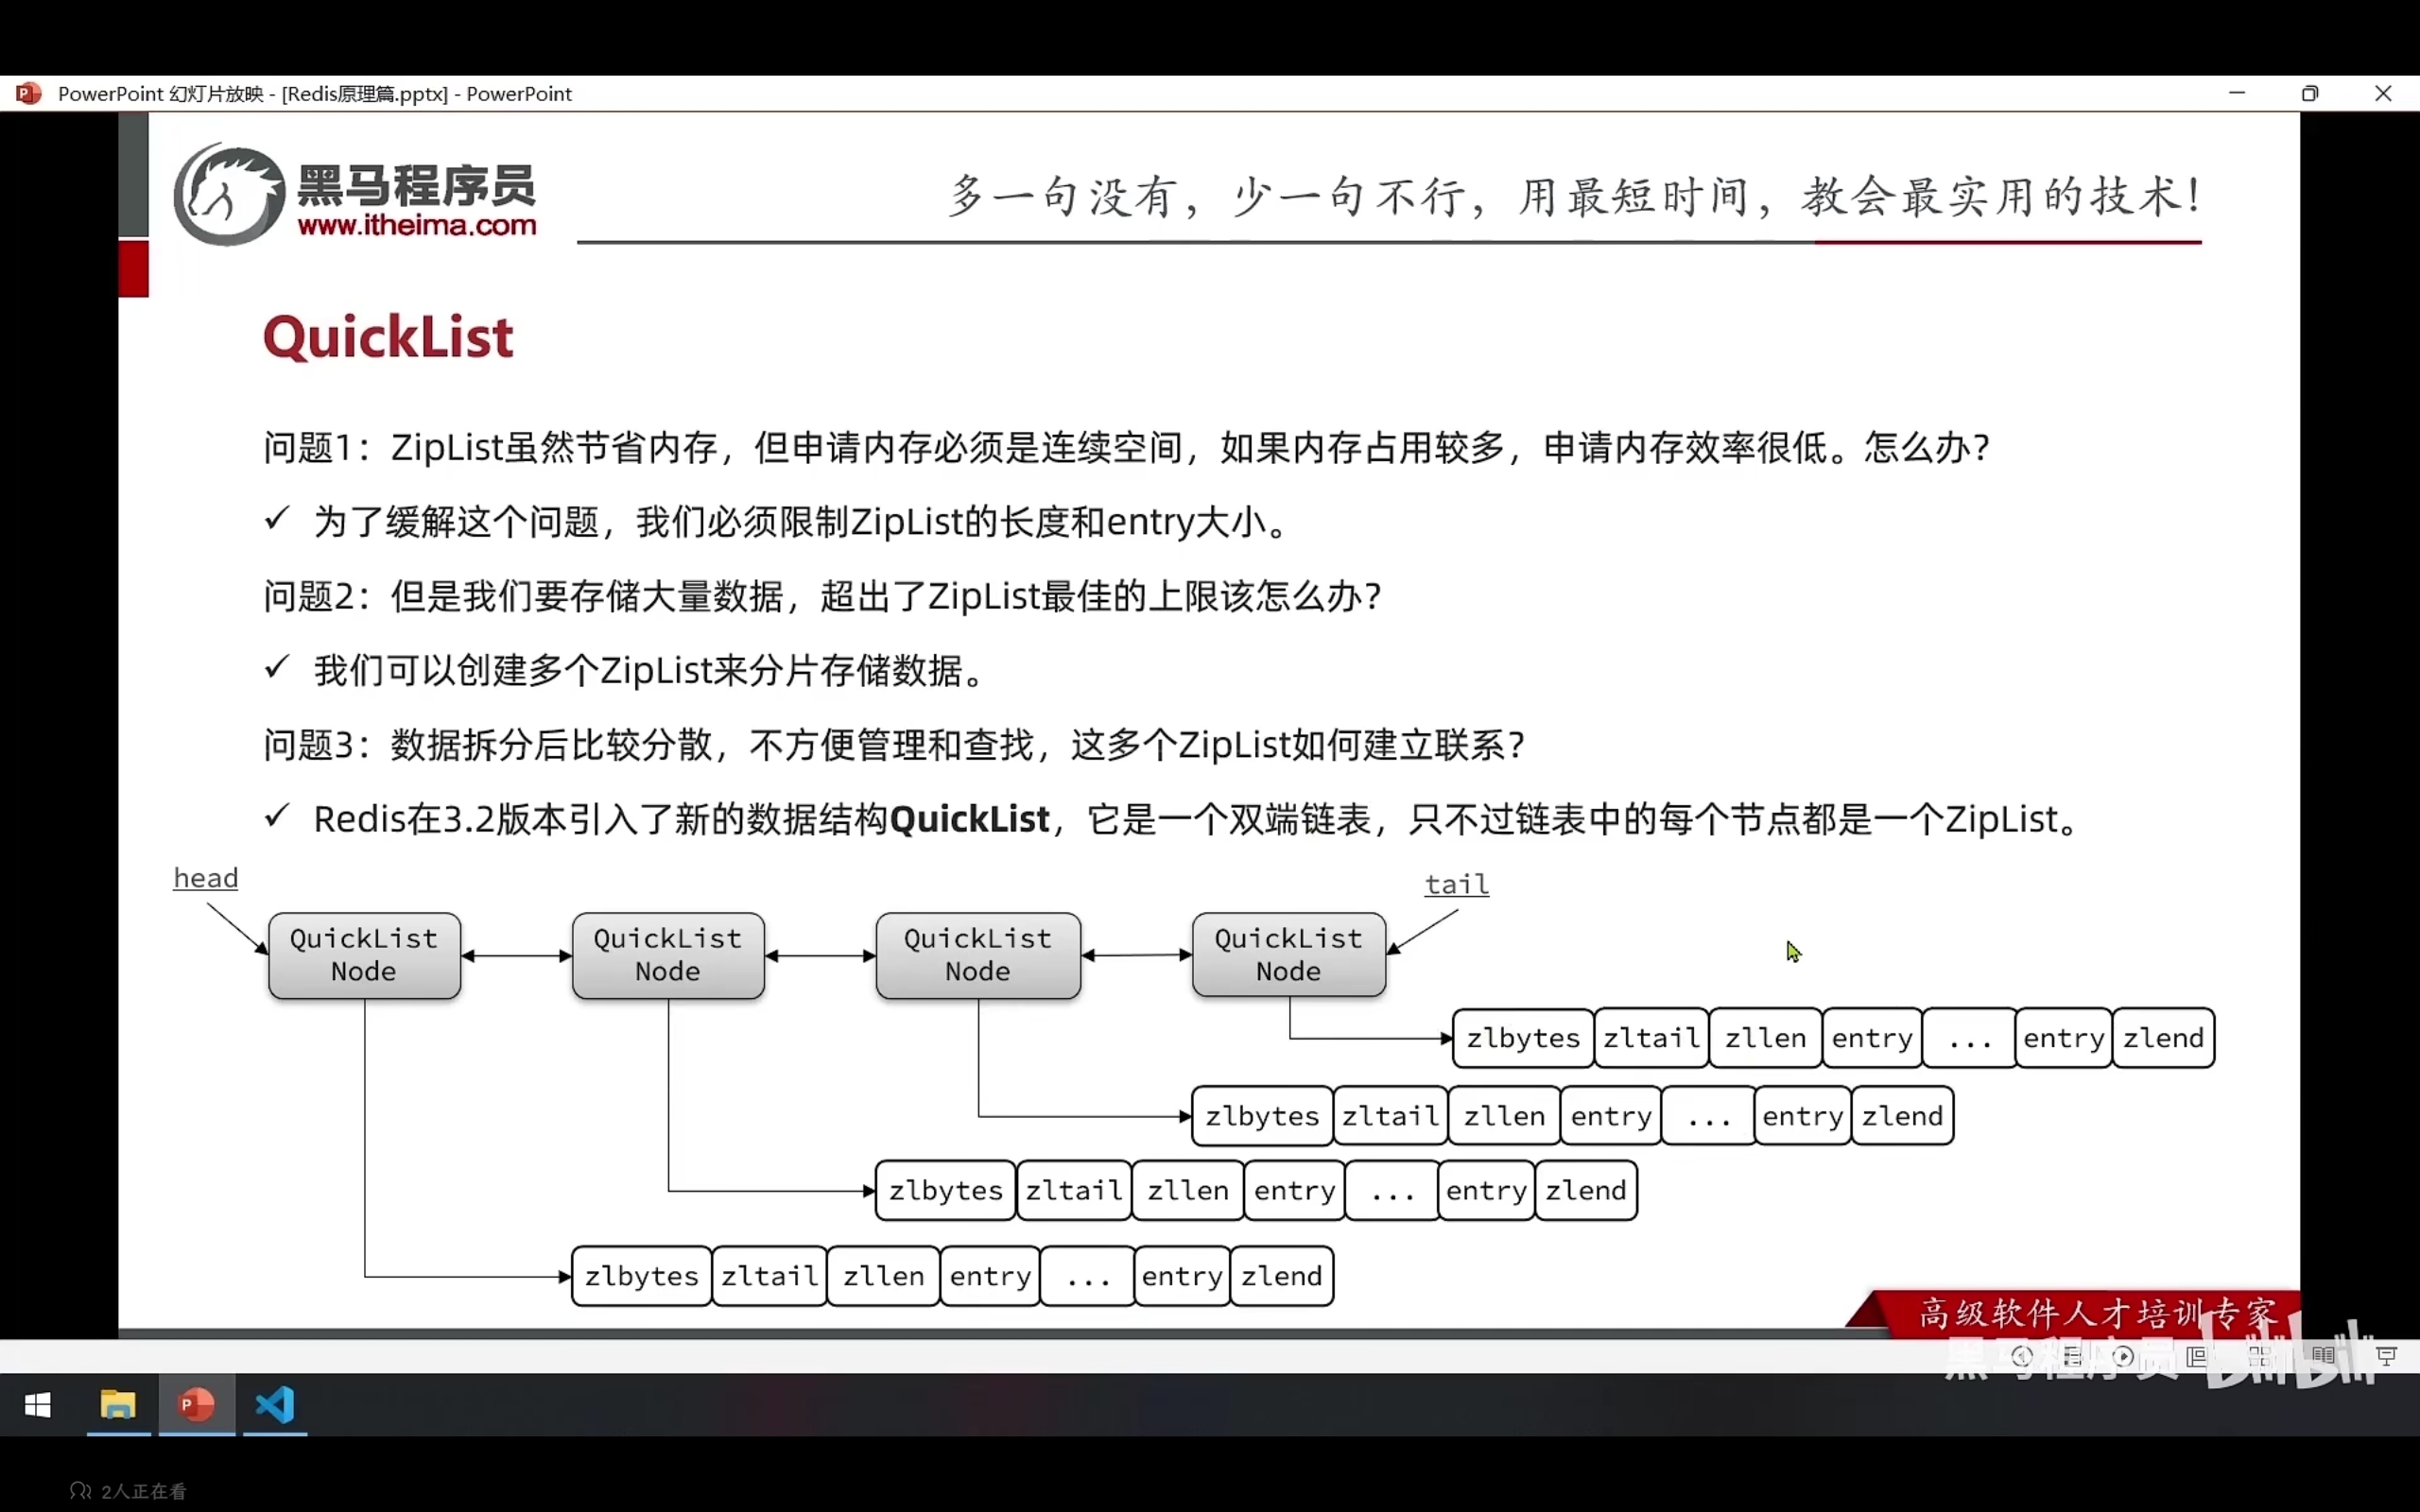 PowerPoint 幻灯片放映 - [Redis原理篇.pptx] - PowerPoint
黑马程序员
www.itheima.com
多一句没有，少一句不行，用最短时间，教会最实用的技术！
QuickList
问题1：ZipList虽然节省内存，但申请内存必须是连续空间，如果内存占用较多，申请内存效率很低。怎么办？
✓ 为了缓解这个问题，我们必须限制ZipList的长度和entry大小。
问题2：但是我们要存储大量数据，超出了ZipList最佳的上限该怎么办？
✓ 我们可以创建多个ZipList来分片存储数据。
问题3：数据拆分后比较分散，不方便管理和查找，这多个ZipList如何建立联系？
✓ Redis在3.2版本引入了新的数据结构QuickList，它是一个双端链表，只不过链表中的每个节点都是一个ZipList。
head
tail
QuickList Node
QuickList Node
QuickList Node
QuickList Node
zlbytes zltail zllen entry ... entry zlend
zlbytes zltail zllen entry ... entry zlend
zlbytes zltail zllen entry ... entry zlend
zlbytes zltail zllen entry ... entry zlend
高级软件人才培训专家
黑马程序员 bilibili
2人正在看